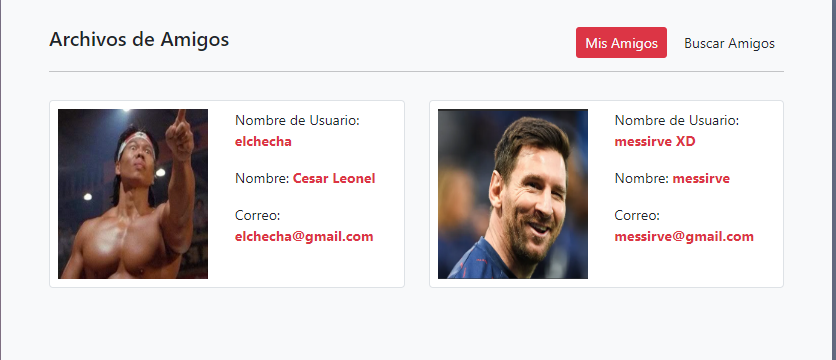 Archivos de Amigos
Mis Amigos
Buscar Amigos
Nombre de Usuario:
elchecha
Nombre: Cesar Leonel
Correo:
elchecha@gmail.com
Nombre de Usuario:
messirve XD
Nombre: messirve
Correo:
messirve@gmail.com